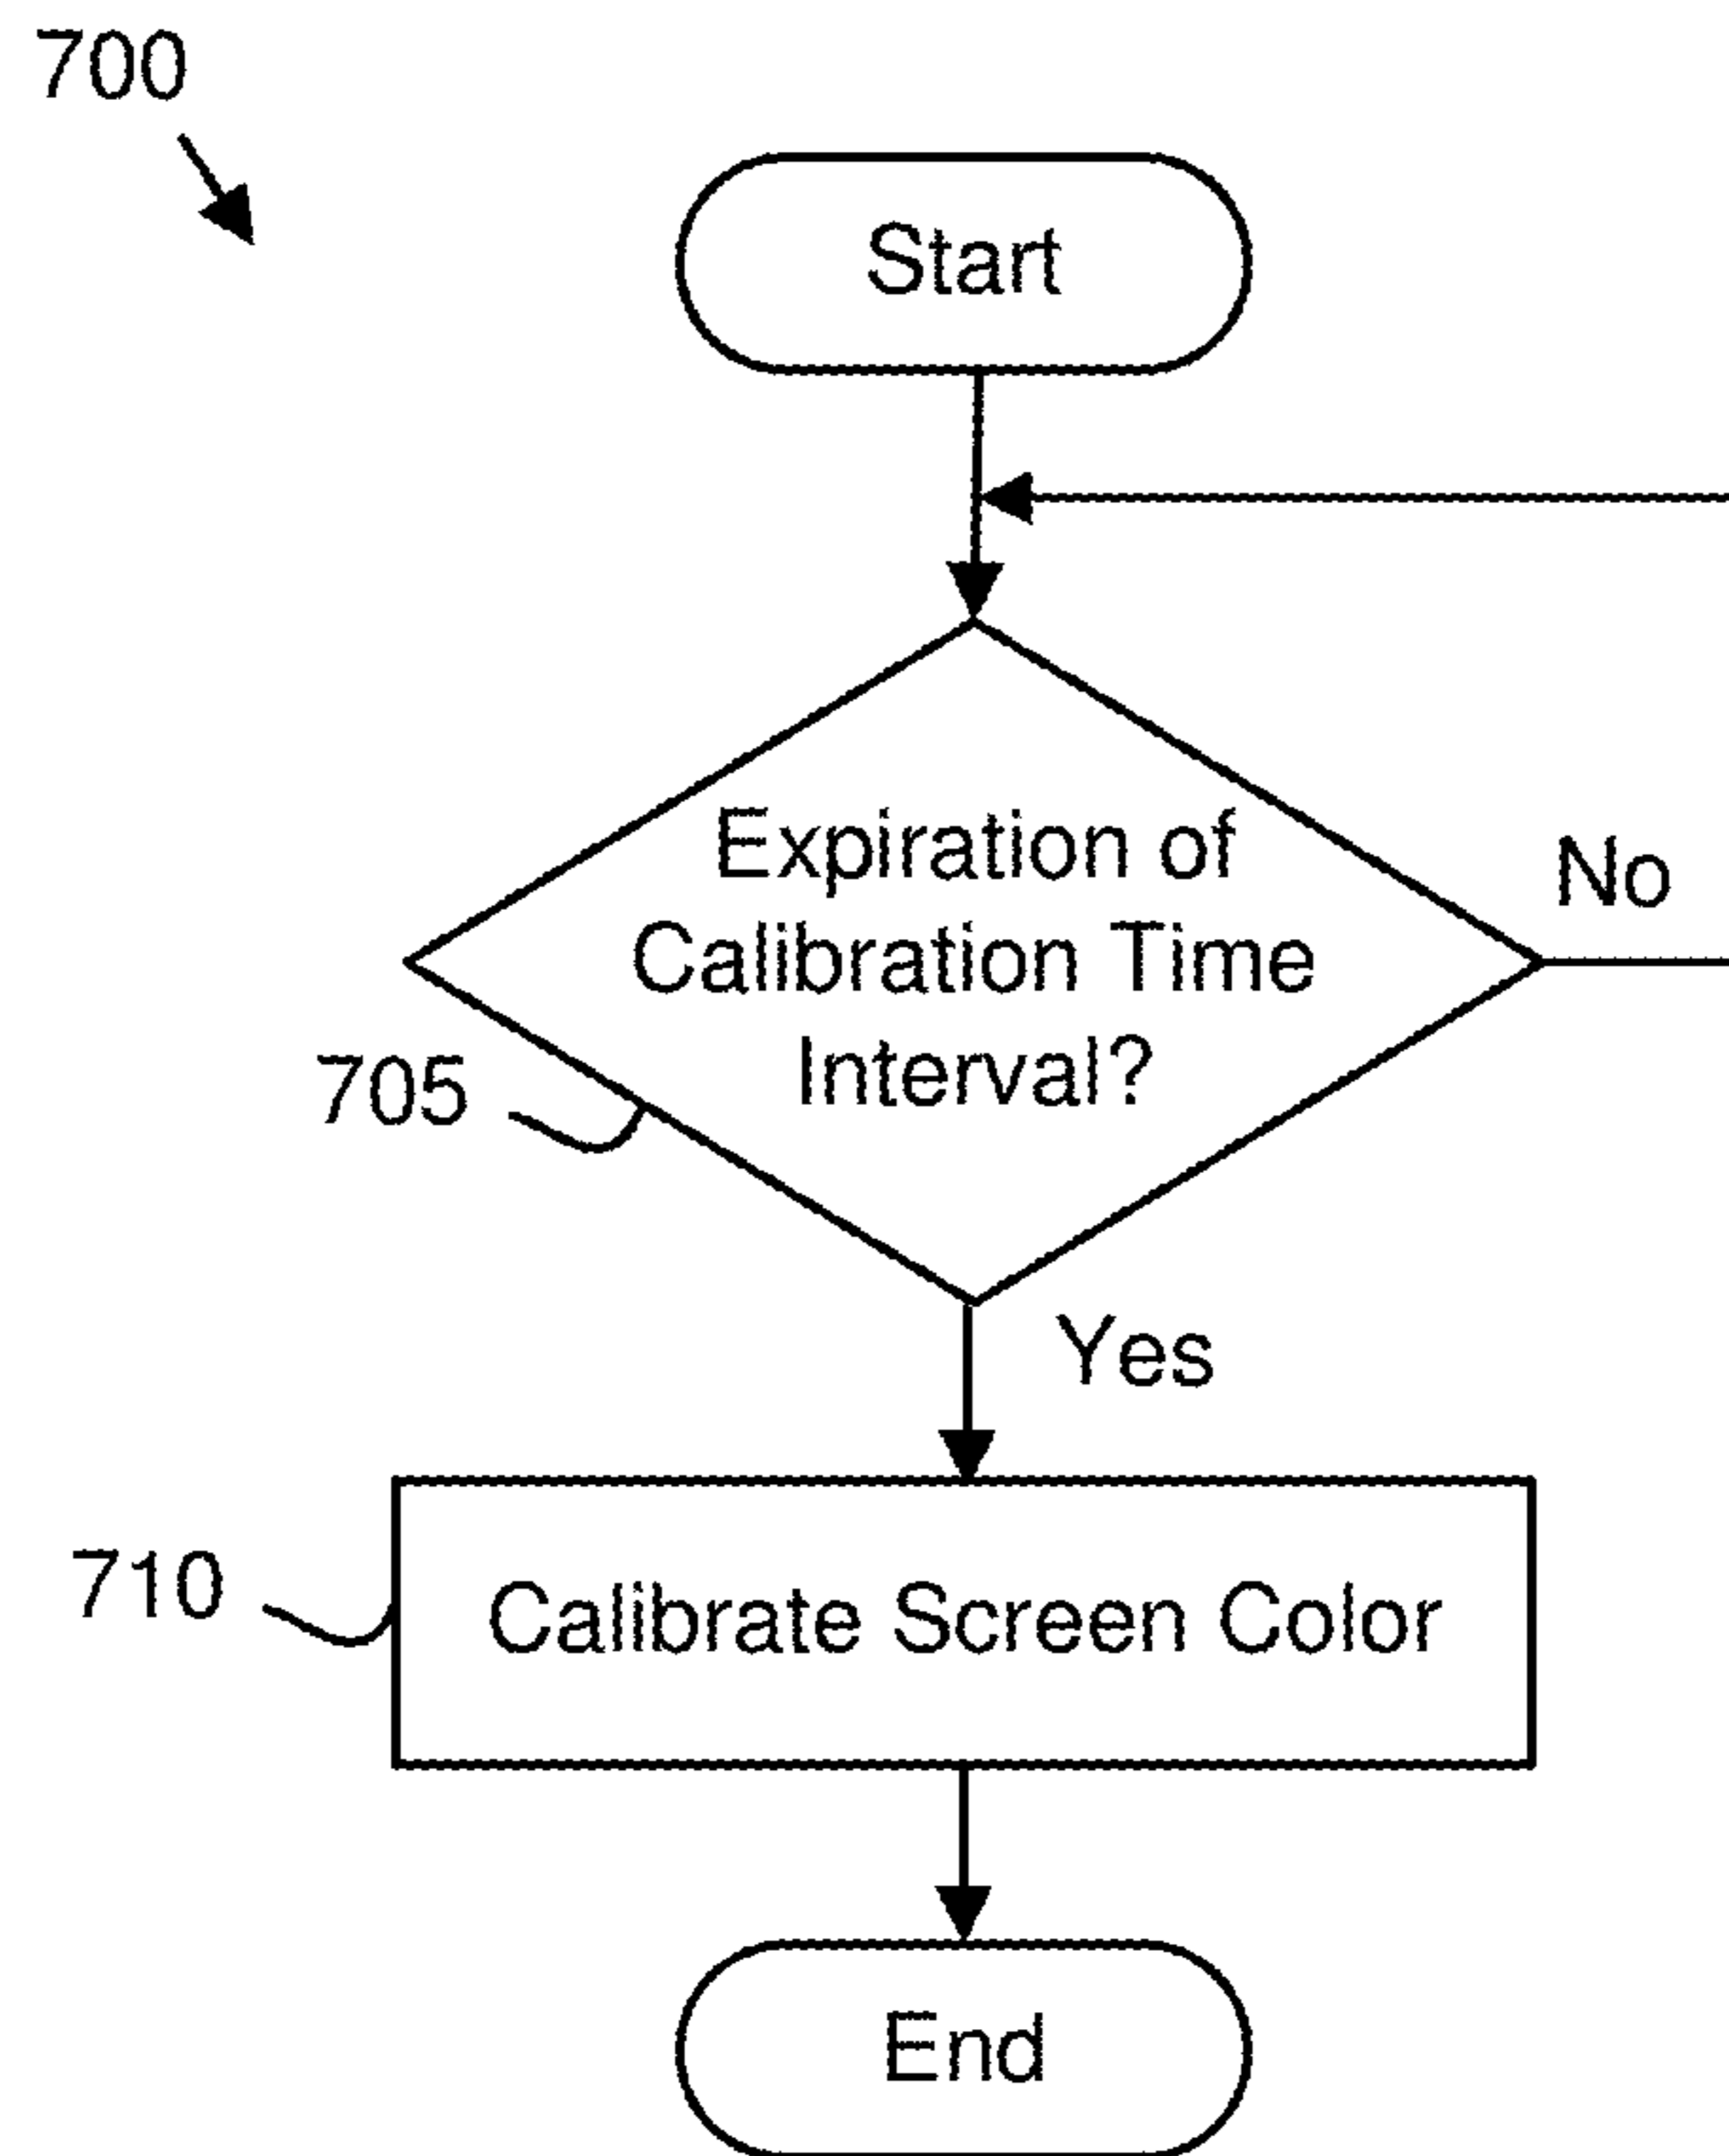 700
Start
Expiration of
Calibration Time
Interval?
No
705
Yes
710
Calibrate Screen Color
End